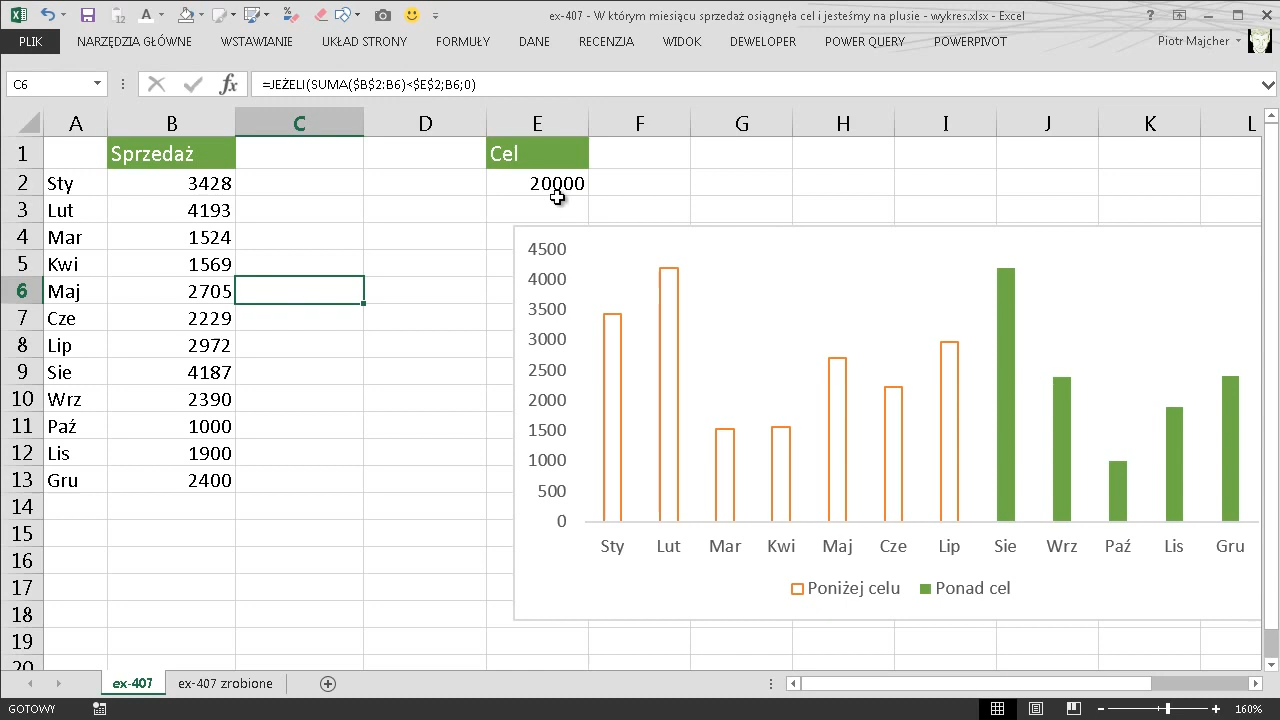 ex-407 - W którym miesiącu sprzedaż osiągnęła cel i jesteśmy na plusie - wykres.xlsx - Excel
PLIK NARZĘDZIA GŁÓWNE WSTAWIANIE UKŁAD STRONY FORMUŁY DANE RECENZJA WIDOK DEWELOPER POWER QUERY POWERPIVOT Piotr Majcher
C6 fx =JEŻELI(SUMA($B$2:B6)<$E$2;B6;0)
A B C D E F G H I J K L
1 Sprzedaż Cel
2 Sty 3428 20000
3 Lut 4193
4 Mar 1524
5 Kwi 1569
6 Maj 2705
7 Cze 2229
8 Lip 2972
9 Sie 4187
10 Wrz 2390
11 Paź 1000
12 Lis 1900
13 Gru 2400
14
15
16
17
18
19
20
4500
4000
3500
3000
2500
2000
1500
1000
500
0
Sty Lut Mar Kwi Maj Cze Lip Sie Wrz Paź Lis Gru
Poniżej celu Ponad cel
ex-407 ex-407 zrobione
GOTOWY 160%